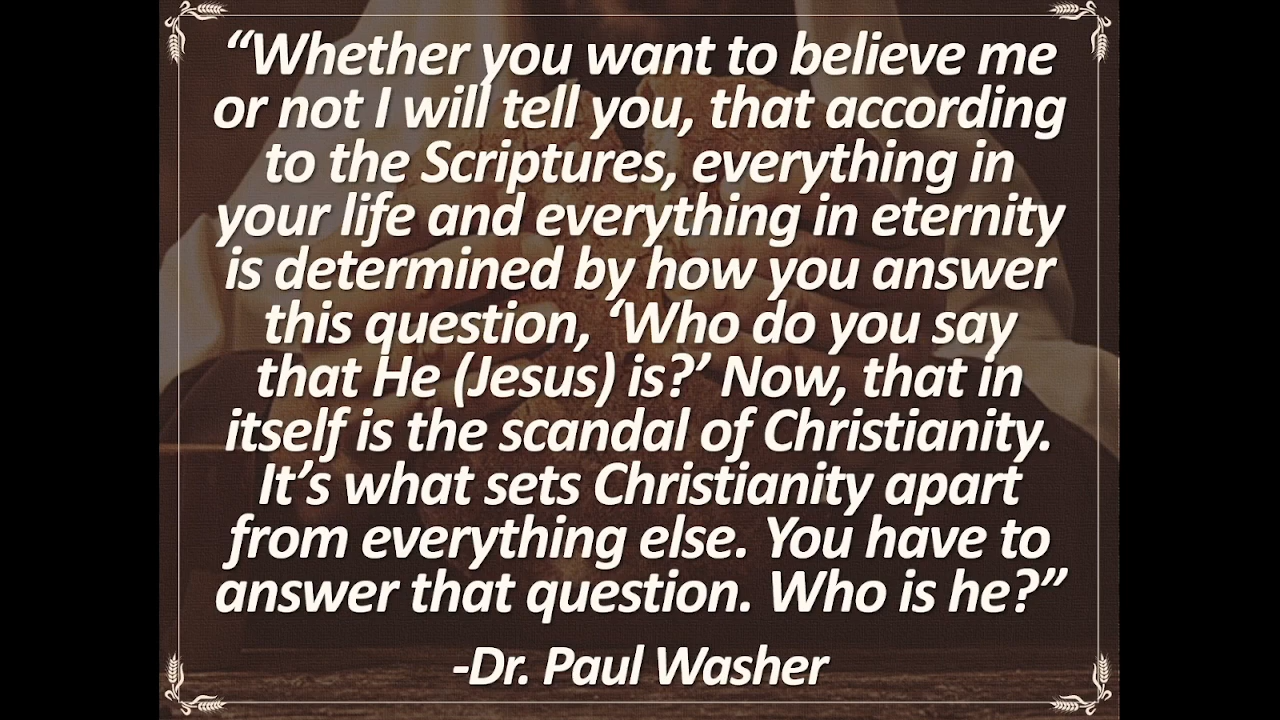 “Whether you want to believe me
or not I will tell you, that according
to the Scriptures, everything in
your life and everything in eternity
is determined by how you answer
this question, ‘Who do you say
that He (Jesus) is?’ Now, that in
itself is the scandal of Christianity.
It’s what sets Christianity apart
from everything else. You have to
answer that question. Who is he?”
-Dr. Paul Washer